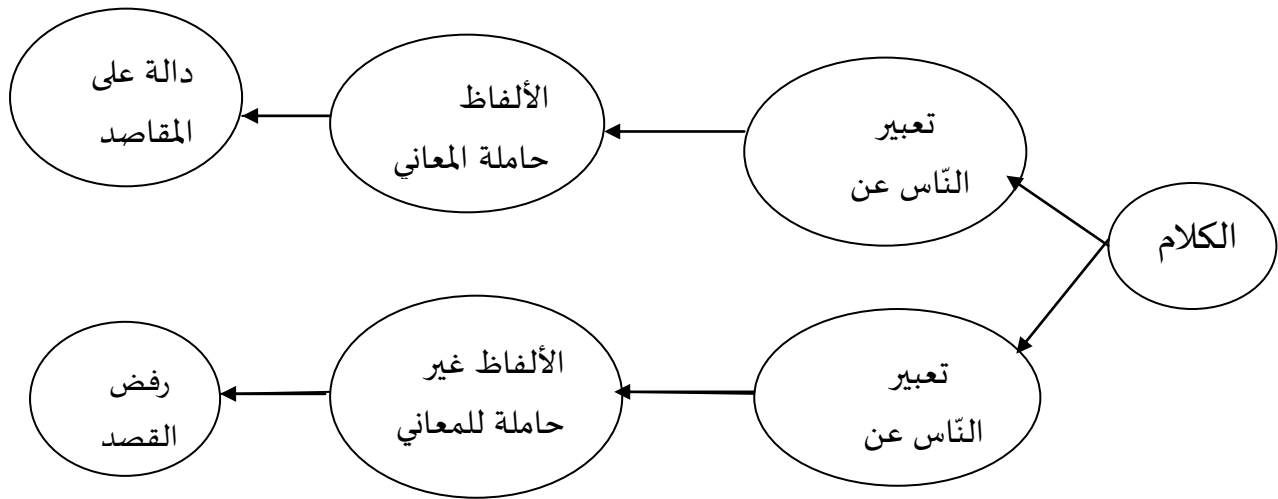 الكلام
تعبير
النّاس عن
الألفاظ
حاملة المعاني
دالة على
المقاصد
تعبير
النّاس عن
الألفاظ غير
حاملة للمعاني
رفض
القصد